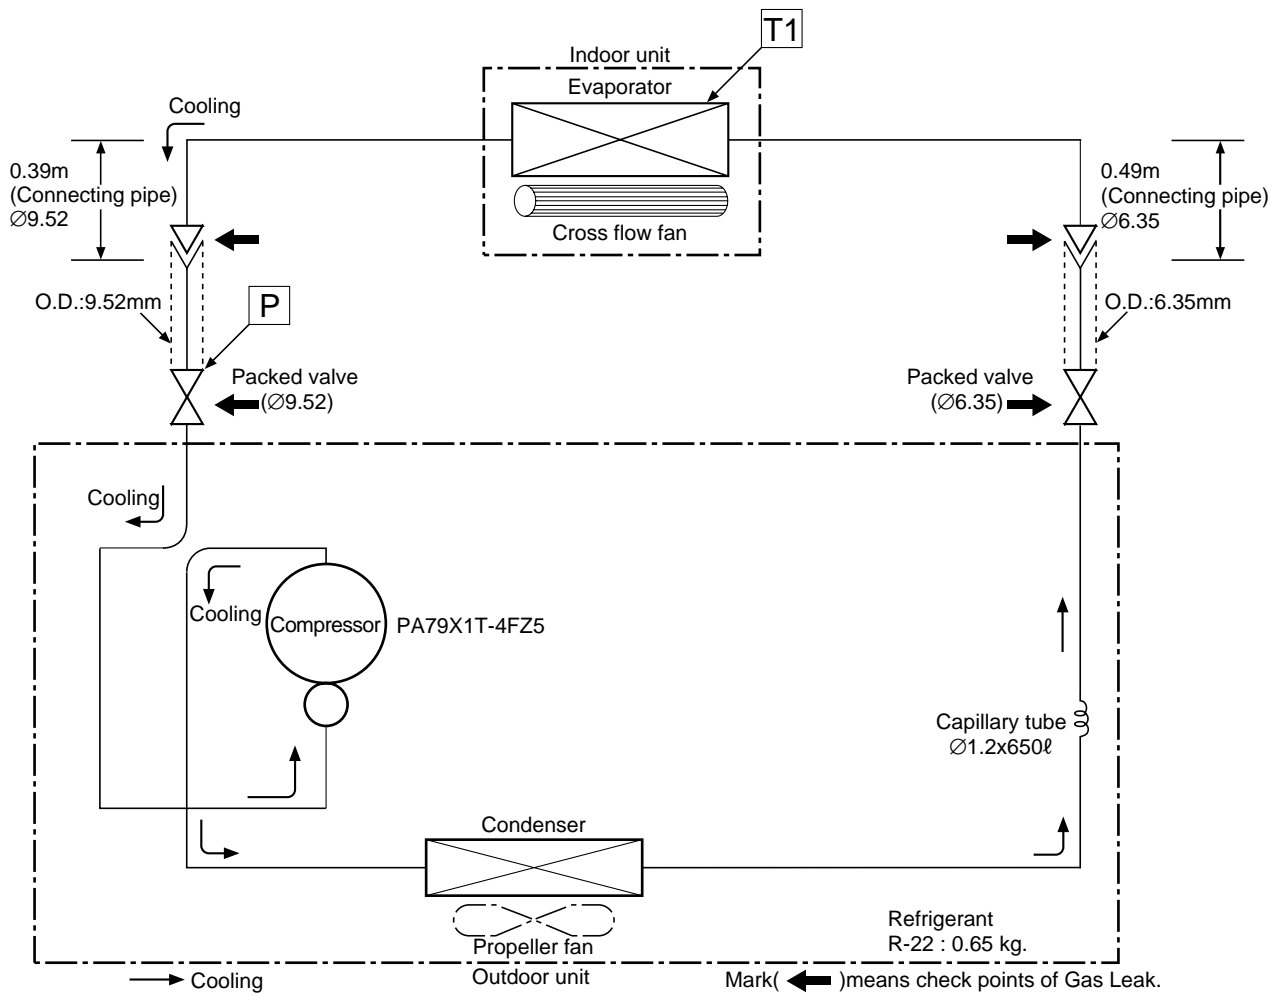 T1
Indoor unit
Evaporator
Cooling
0.39m
(Connecting pipe)
∅9.52
0.49m
(Connecting pipe)
∅6.35
Cross flow fan
O.D.:9.52mm
P
O.D.:6.35mm
Packed valve
(∅9.52)
Packed valve
(∅6.35)
Cooling
Cooling
Compressor
PA79X1T-4FZ5
Capillary tube
∅1.2x650ℓ
Condenser
Propeller fan
Refrigerant
R-22 : 0.65 kg.
Cooling
Outdoor unit
Mark( )means check points of Gas Leak.